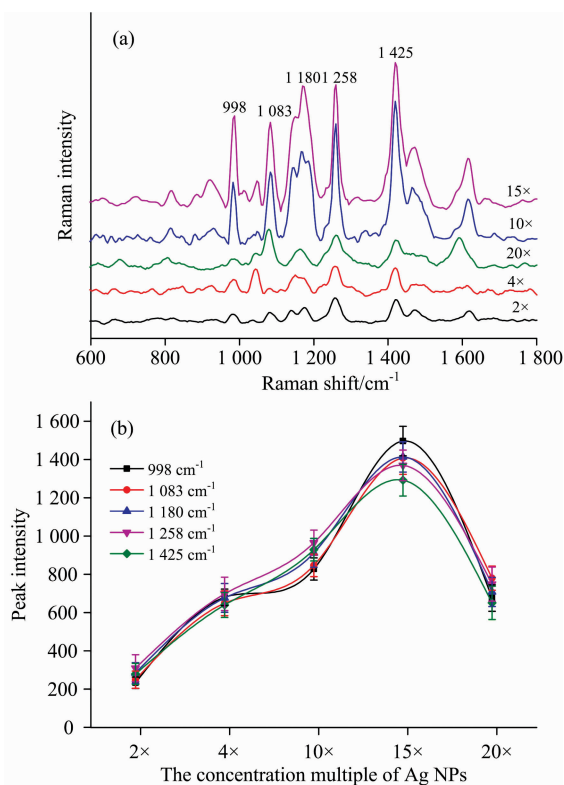 (a)
998
1 083
1 180
1 258
1 425
15×
10×
20×
4×
2×
Raman intensity
600 1 000 1 200 1 400 1 600 1 800
Raman shift/cm⁻¹
(b)
1 600
1 400
1 200
1 000
800
600
400
200
0
Peak intensity
998 cm⁻¹
1 083 cm⁻¹
1 180 cm⁻¹
1 258 cm⁻¹
1 425 cm⁻¹
2× 4× 10× 15× 20×
The concentration multiple of Ag NPs